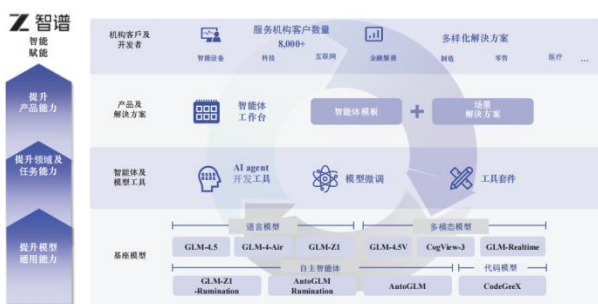 智谱
智能
赋能
机构客户及
开发者
服务机构客户数量
8,000+
多样化解决方案
智能设备
科技
互联网
金融服务
制造
零售
医疗
...
提升
产品能力
产品及
解决方案
智能体
工作台
智能体模板
+
场景
解决方案
提升领域及
任务能力
智能体及
模型工具
AI agent
开发工具
模型微调
工具套件
提升模型
通用能力
基座模型
语言模型
多模态模型
GLM-4.5
GLM-4-Air
GLM-Z1
GLM-4.5V
CogView-3
GLM-Realtime
自主智能体
代码模型
GLM-Z1
-Rumination
AutoGLM
Rumination
AutoGLM
CodeGeeX